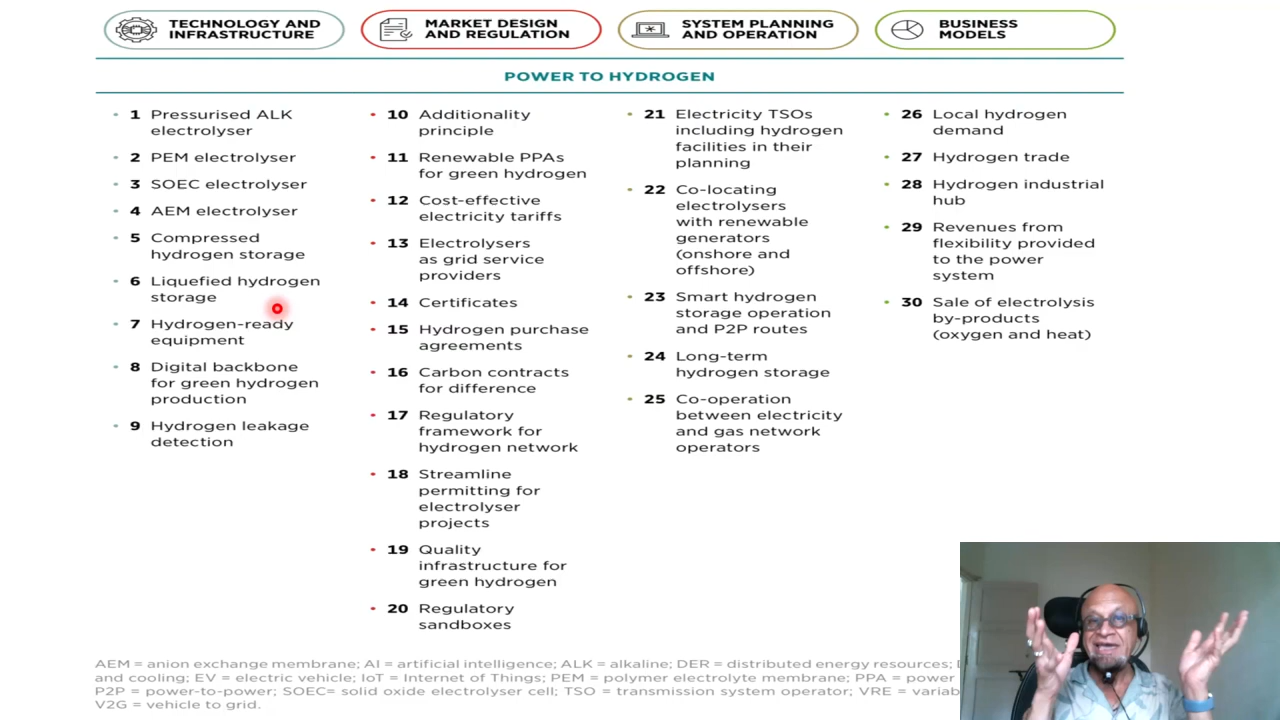 TECHNOLOGY AND
INFRASTRUCTURE
MARKET DESIGN
AND REGULATION
SYSTEM PLANNING
AND OPERATION
BUSINESS
MODELS
POWER TO HYDROGEN
1 Pressurised ALK
electrolyser
2 PEM electrolyser
3 SOEC electrolyser
4 AEM electrolyser
5 Compressed
hydrogen storage
6 Liquefied hydrogen
storage
7 Hydrogen-ready
equipment
8 Digital backbone
for green hydrogen
production
9 Hydrogen leakage
detection
10 Additionality
principle
11 Renewable PPAs
for green hydrogen
12 Cost-effective
electricity tariffs
13 Electrolysers
as grid service
providers
14 Certificates
15 Hydrogen purchase
agreements
16 Carbon contracts
for difference
17 Regulatory
framework for
hydrogen network
18 Streamline
permitting for
electrolyser
projects
19 Quality
infrastructure for
green hydrogen
20 Regulatory
sandboxes
21 Electricity TSOs
including hydrogen
facilities in their
planning
22 Co-locating
electrolysers
with renewable
generators
(onshore and
offshore)
23 Smart hydrogen
storage operation
and P2P routes
24 Long-term
hydrogen storage
25 Co-operation
between electricity
and gas network
operators
26 Local hydrogen
demand
27 Hydrogen trade
28 Hydrogen industrial
hub
29 Revenues from
flexibility provided
to the power
system
30 Sale of electrolysis
by-products
(oxygen and heat)
AEM = anion exchange membrane; AI = artificial intelligence; ALK = alkaline; DER = distributed energy resources;
and cooling; EV = electric vehicle; IoT = Internet of Things; PEM = polymer electrolyte membrane; PPA = power
P2P = power-to-power; SOEC= solid oxide electrolyser cell; TSO = transmission system operator; VRE = variab
V2G = vehicle to grid.